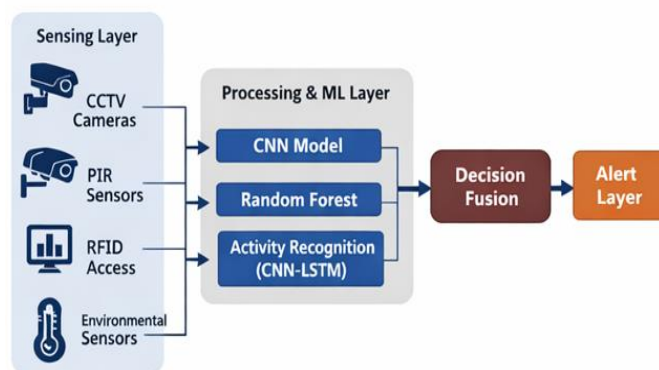 Sensing Layer
CCTV
Cameras
PIR
Sensors
RFID
Access
Environmental
Sensors
Processing & ML Layer
CNN Model
Random Forest
Activity Recognition
(CNN-LSTM)
Decision
Fusion
Alert
Layer